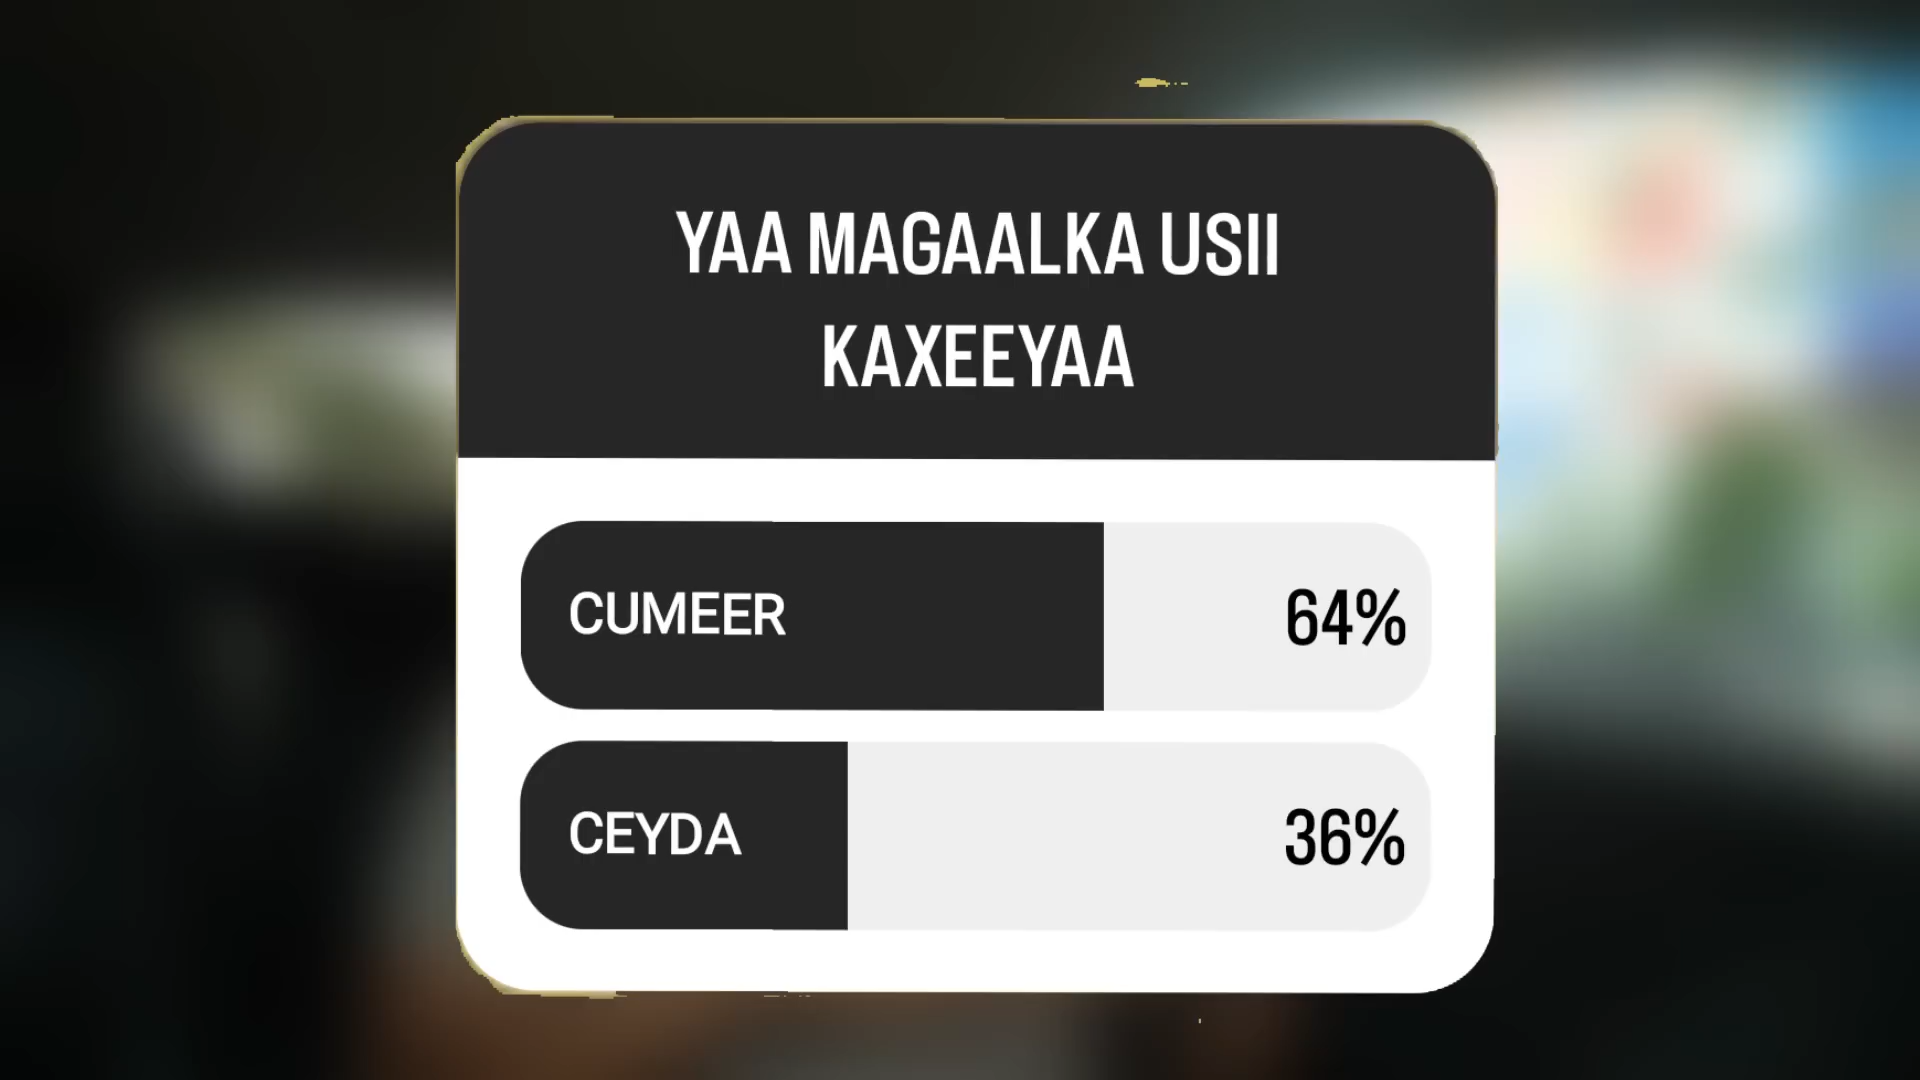 YAA MAGAALKA USII
KAXEEYAA
CUMEER
64%
CEYDA
36%